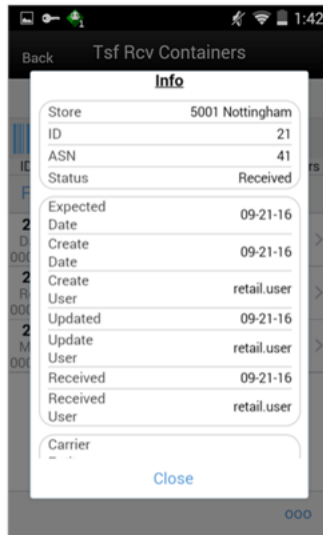 1:42
Back Tsf Rcv Containers
Info
Store 5001 Nottingham
ID 21
ASN 41
Status Received
Expected
Date 09-21-16
Create
Date 09-21-16
Create
User retail.user
Updated 09-21-16
Update
User retail.user
Received 09-21-16
Received
User retail.user
Carrier
Close